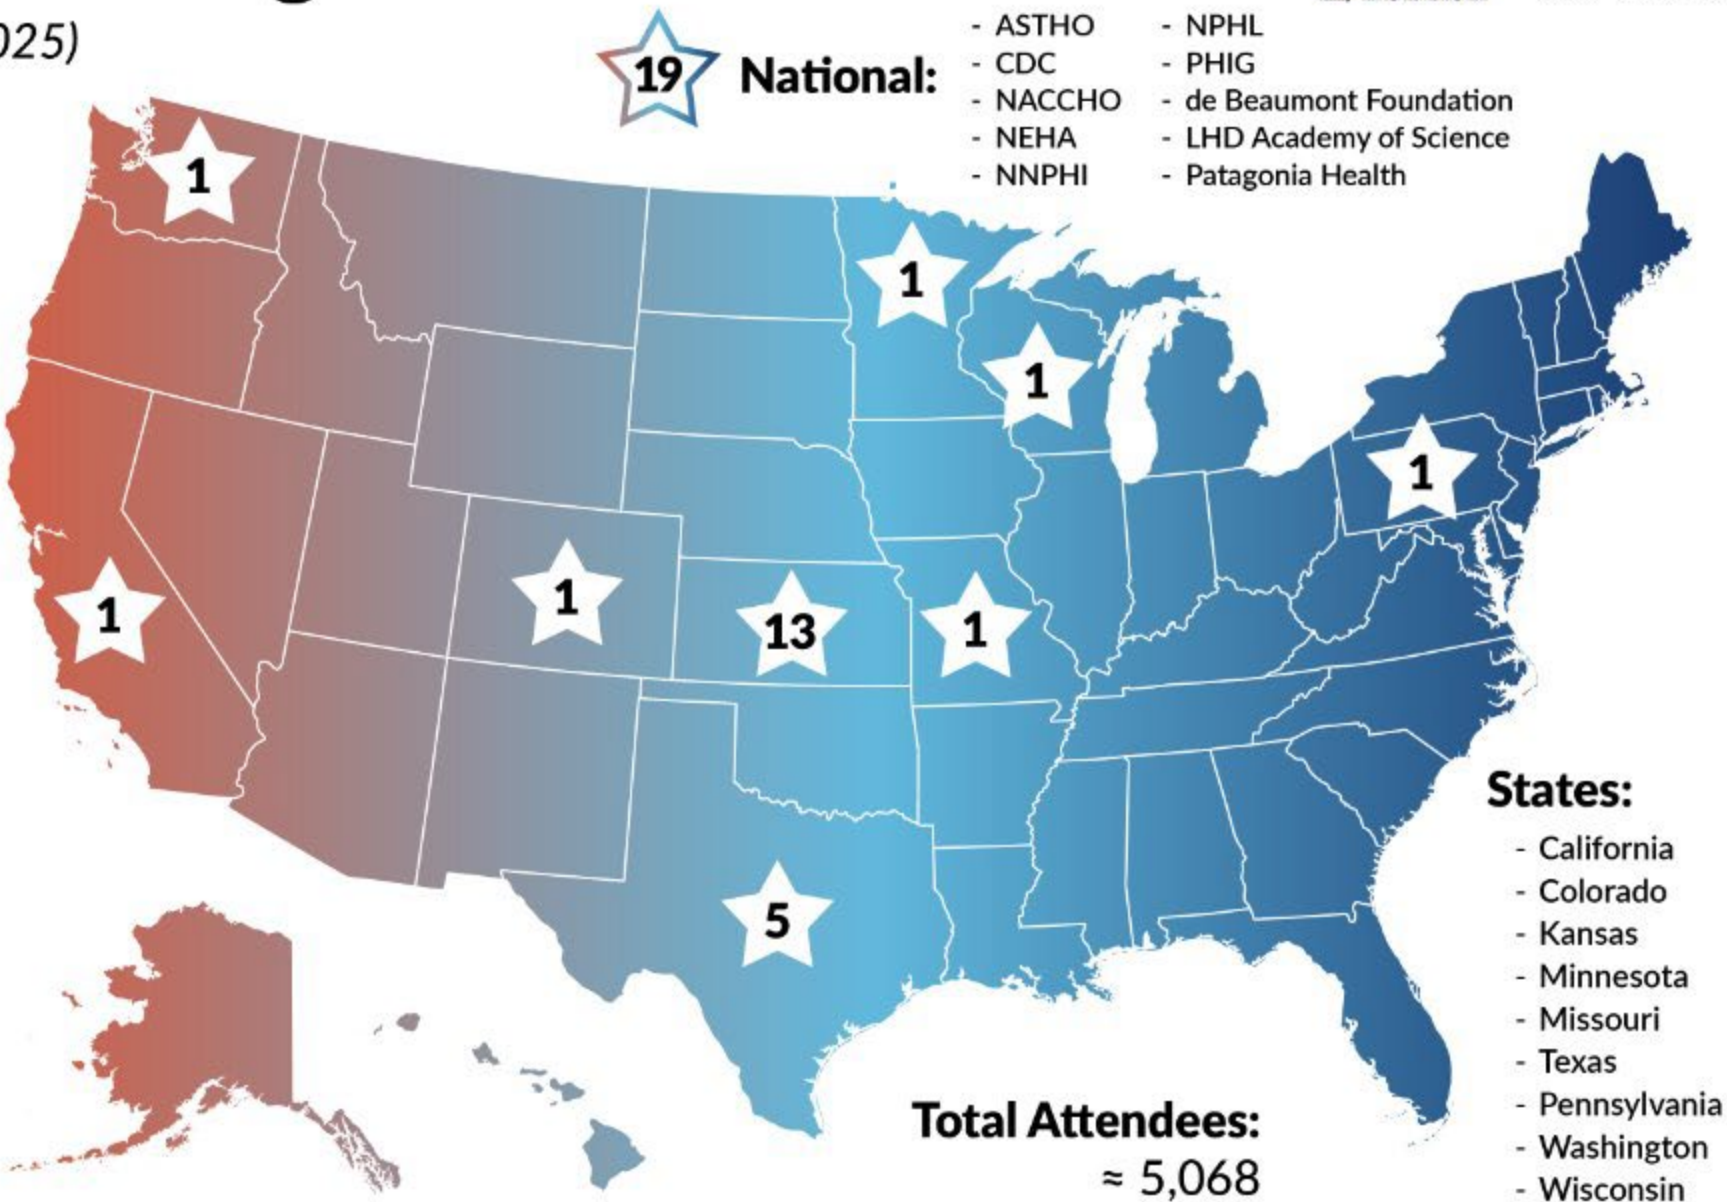 025)
19
National:
- ASTHO
- CDC
- NACCHO
- NEHA
- NNPHI
- NPHL
- PHIG
- de Beaumont Foundation
- LHD Academy of Science
- Patagonia Health
1
1
1
1
1
1
13
1
5
States:
- California
- Colorado
- Kansas
- Minnesota
- Missouri
- Texas
- Pennsylvania
- Washington
- Wisconsin
Total Attendees:
≈ 5,068